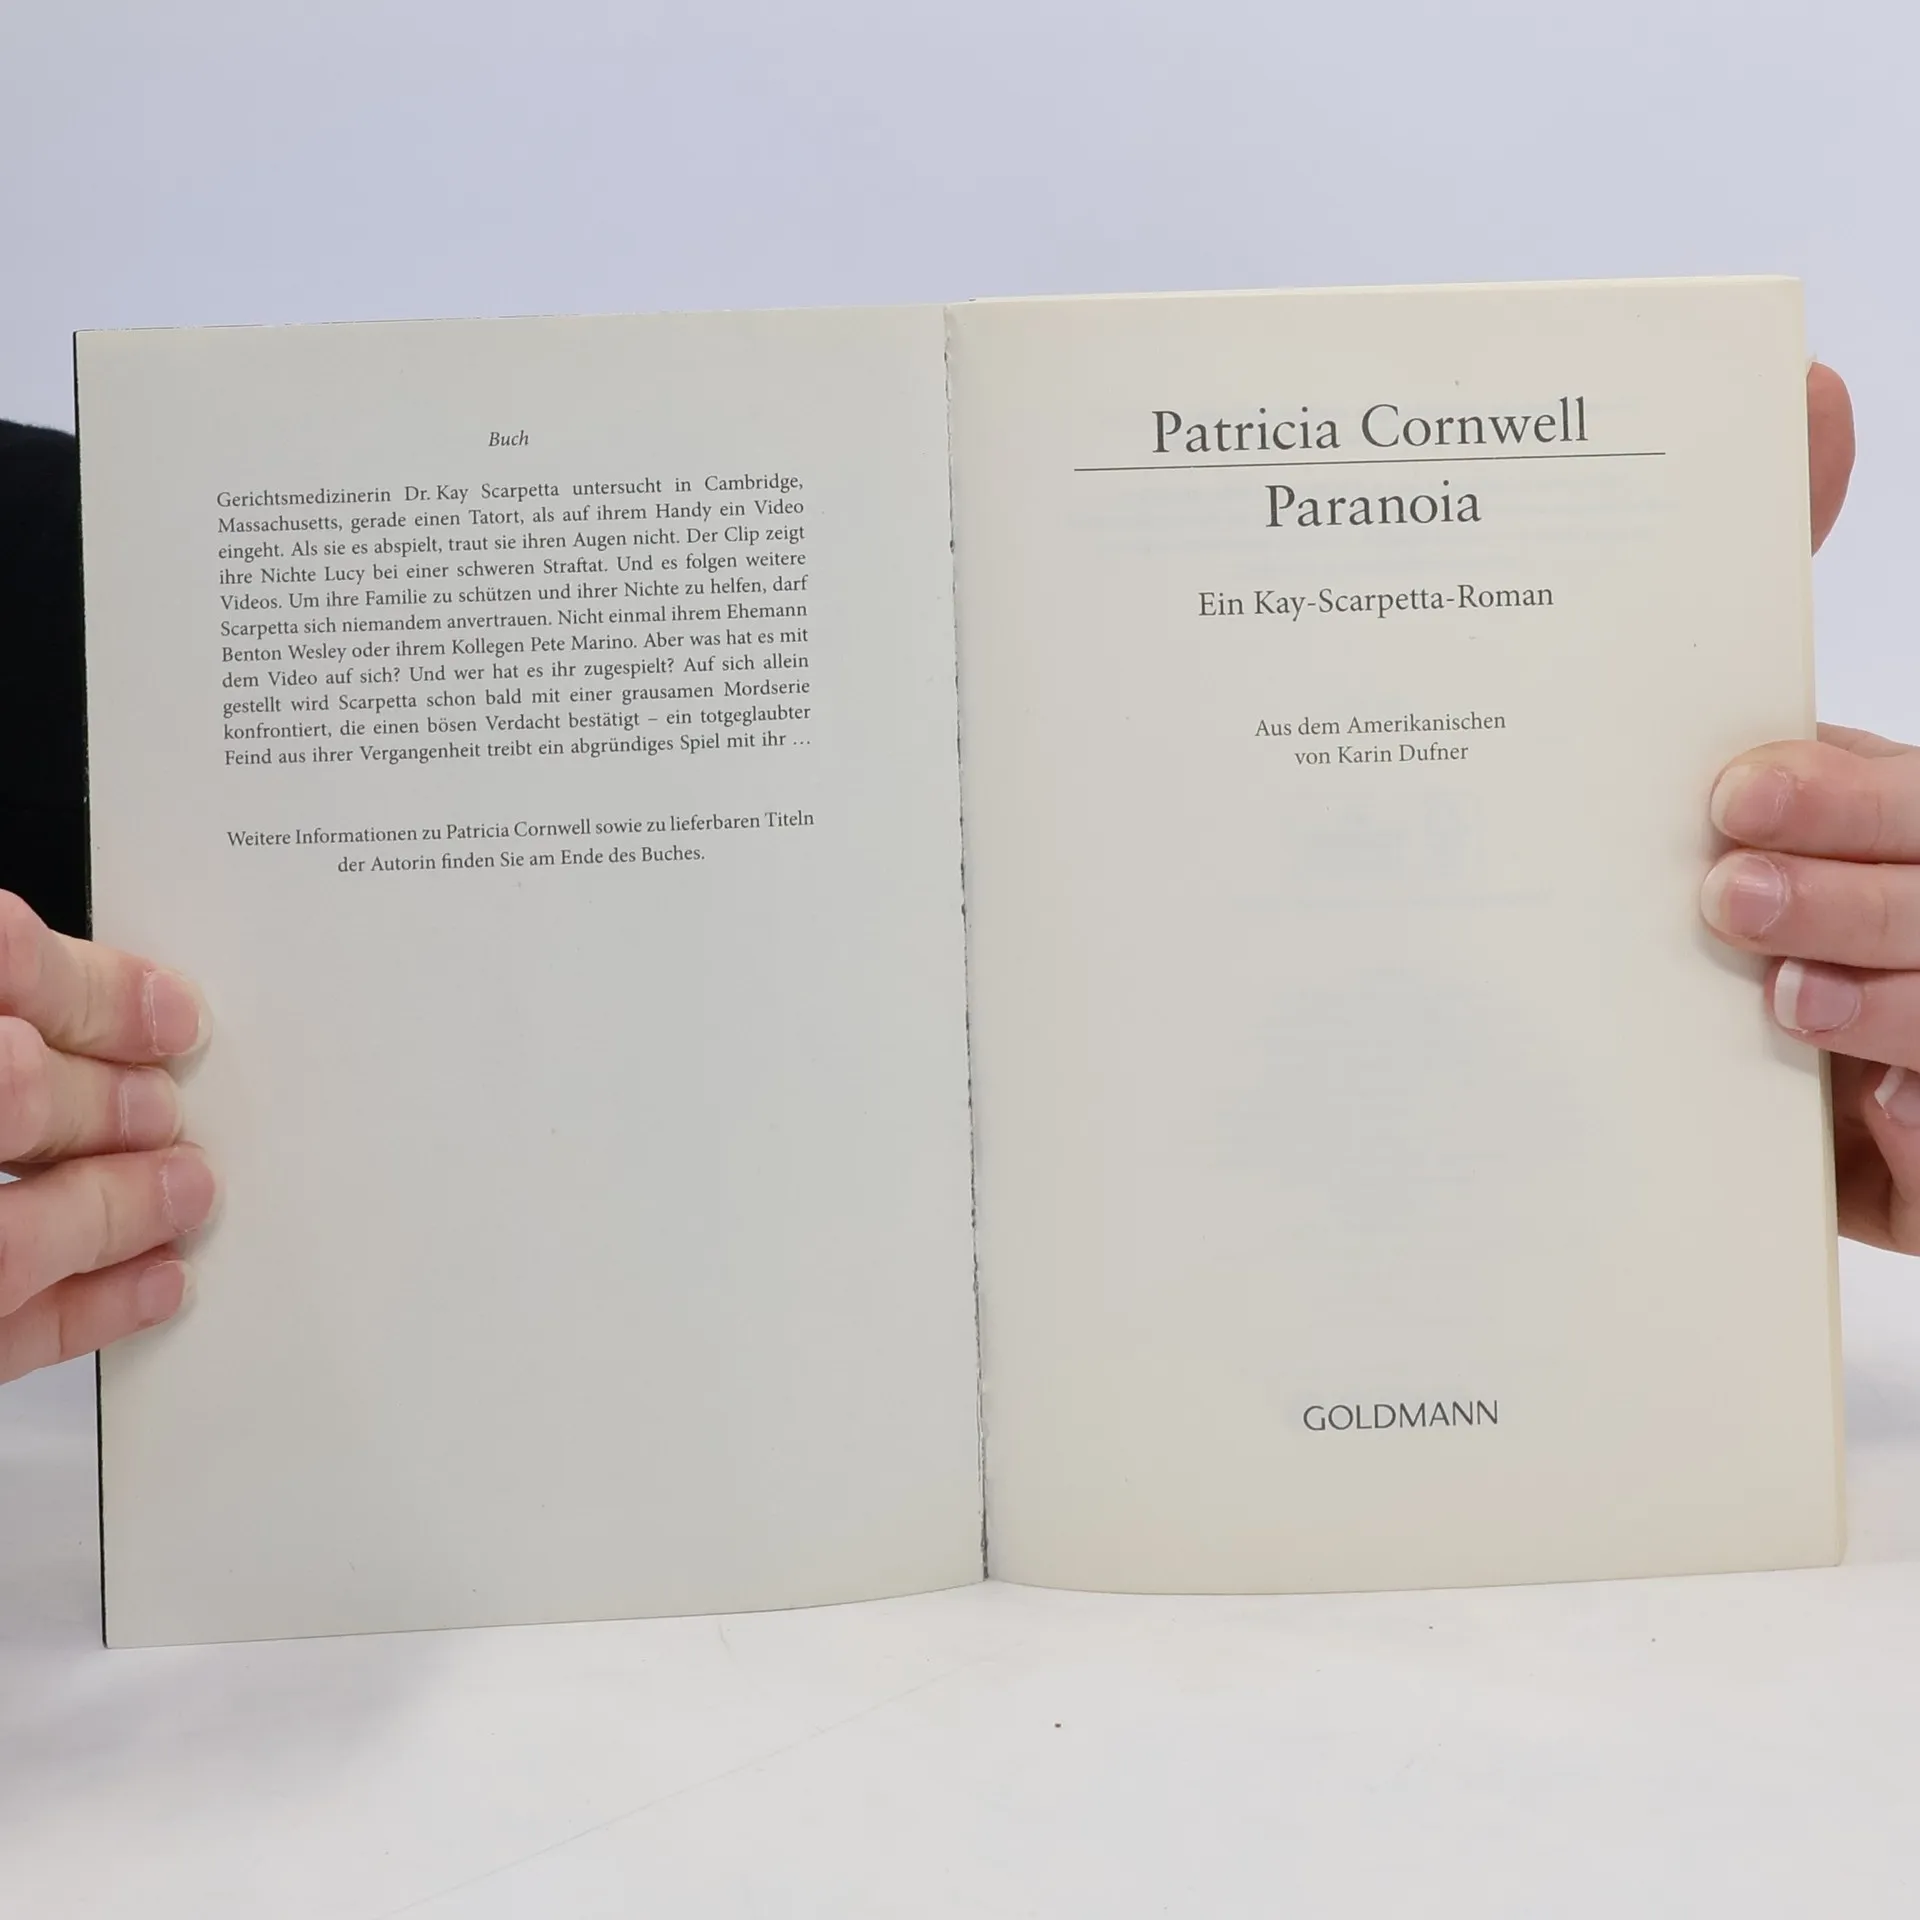 Buch
Gerichtsmedizinerin Dr. Kay Scarpetta untersucht in Cambridge,
Massachusetts, gerade einen Tatort, als auf ihrem Handy ein Video
eingeht. Als sie es abspielt, traut sie ihren Augen nicht. Der Clip zeigt
ihre Nichte Lucy bei einer schweren Straftat. Und es folgen weitere
Videos. Um ihre Familie zu schützen und ihrer Nichte zu helfen, darf
Scarpetta sich niemandem anvertrauen. Nicht einmal ihrem Ehemann
Benton Wesley oder ihrem Kollegen Pete Marino. Aber was hat es mit
dem Video auf sich? Und wer hat es ihr zugespielt? Auf sich allein
gestellt wird Scarpetta schon bald mit einer grausamen Mordserie
konfrontiert, die einen bösen Verdacht bestätigt – ein totgeglaubter
Feind aus ihrer Vergangenheit treibt ein abgründiges Spiel mit ihr ...
Weitere Informationen zu Patricia Cornwell sowie zu lieferbaren Titeln
der Autorin finden Sie am Ende des Buches.
Patricia Cornwell
Paranoia
Ein Kay-Scarpetta-Roman
Aus dem Amerikanischen
von Karin Dufner
GOLDMANN